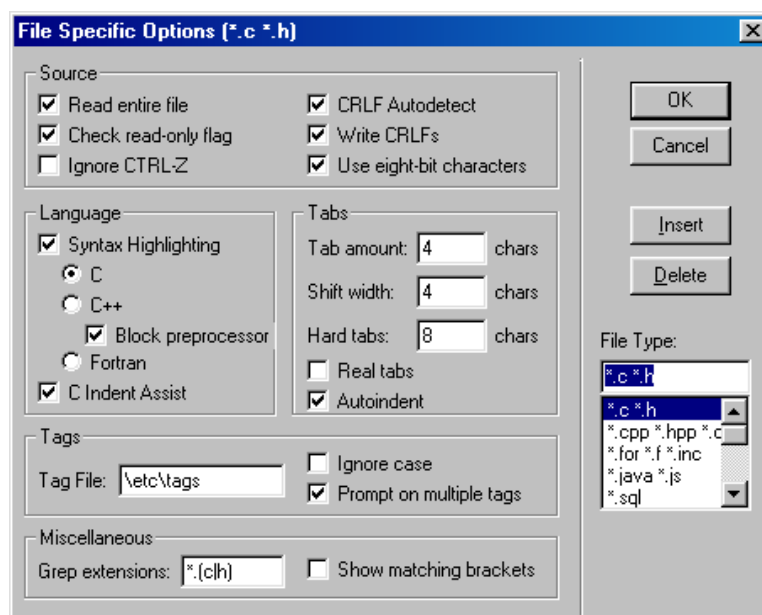 File Specific Options (*.c *.h)
Source
Read entire file
CRLF Autodetect
Check read-only flag
Write CRLFs
Ignore CTRL-Z
Use eight-bit characters
OK
Cancel
Insert
Delete
Language
Syntax Highlighting
C
C++
Block preprocessor
Fortran
C Indent Assist
Tabs
Tab amount: 4 chars
Shift width: 4 chars
Hard tabs: 8 chars
Real tabs
Autoindent
File Type:
*.c *.h
*.c *.h
*.cpp *.hpp *.c
*.for *.f *.inc
*.java *.js
*.sql
Tags
Tag File: \etc\tags
Ignore case
Prompt on multiple tags
Miscellaneous
Grep extensions: *.(c|h)
Show matching brackets